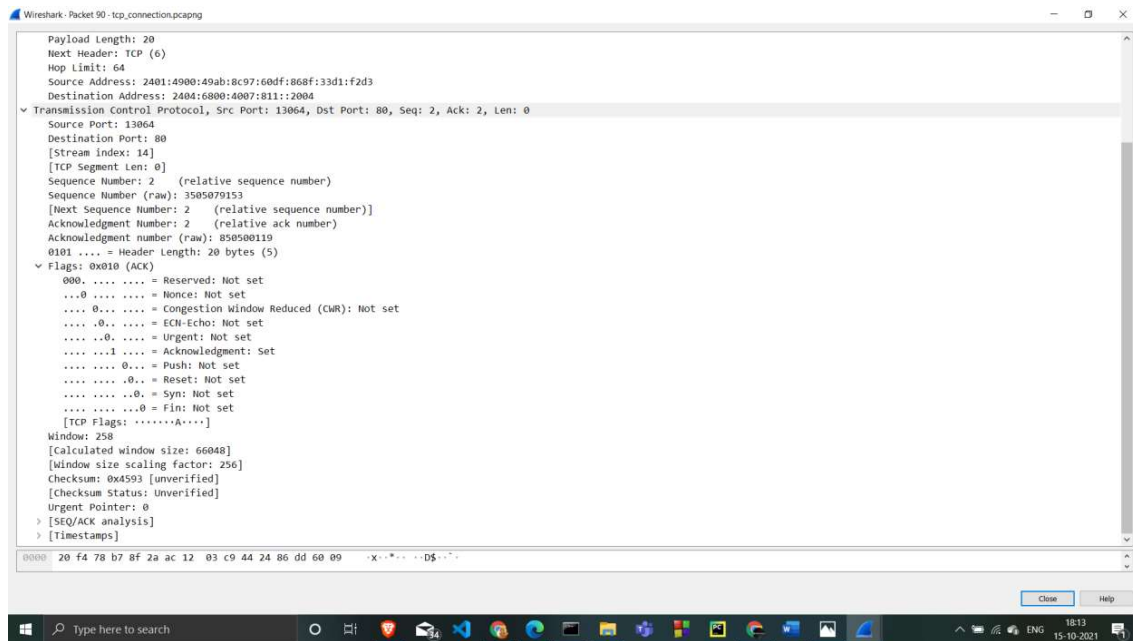 Wireshark · Packet 90 · tcp_connection.pcapng
Payload Length: 20
Next Header: TCP (6)
Hop Limit: 64
Source Address: 2401:4900:49ab:8c97:60df:868f:33d1:f2d3
Destination Address: 2404:6800:4007:811::2004
Transmission Control Protocol, Src Port: 13064, Dst Port: 80, Seq: 2, Ack: 2, Len: 0
Source Port: 13064
Destination Port: 80
[Stream index: 14]
[TCP Segment Len: 0]
Sequence Number: 2    (relative sequence number)
Sequence Number (raw): 3505079153
[Next Sequence Number: 2    (relative sequence number)]
Acknowledgment Number: 2    (relative ack number)
Acknowledgment number (raw): 850500119
0101 .... = Header Length: 20 bytes (5)
Flags: 0x010 (ACK)
000. .... .... = Reserved: Not set
...0 .... .... = Nonce: Not set
.... 0... .... = Congestion Window Reduced (CWR): Not set
.... .0.. .... = ECN-Echo: Not set
.... ..0. .... = Urgent: Not set
.... ...1 .... = Acknowledgment: Set
.... .... 0... = Push: Not set
.... .... .0.. = Reset: Not set
.... .... ..0. = Syn: Not set
.... .... ...0 = Fin: Not set
[TCP Flags: ·······A····]
Window: 258
[Calculated window size: 66048]
[Window size scaling factor: 256]
Checksum: 0x4593 [unverified]
[Checksum Status: Unverified]
Urgent Pointer: 0
[SEQ/ACK analysis]
[Timestamps]
0000 20 f4 78 b7 8f 2a ac 12 03 c9 44 24 86 dd 60 09 ·x··*·· ··D$··`·
Close Help
Type here to search 34 PC W ENG 18:13
15-10-2021